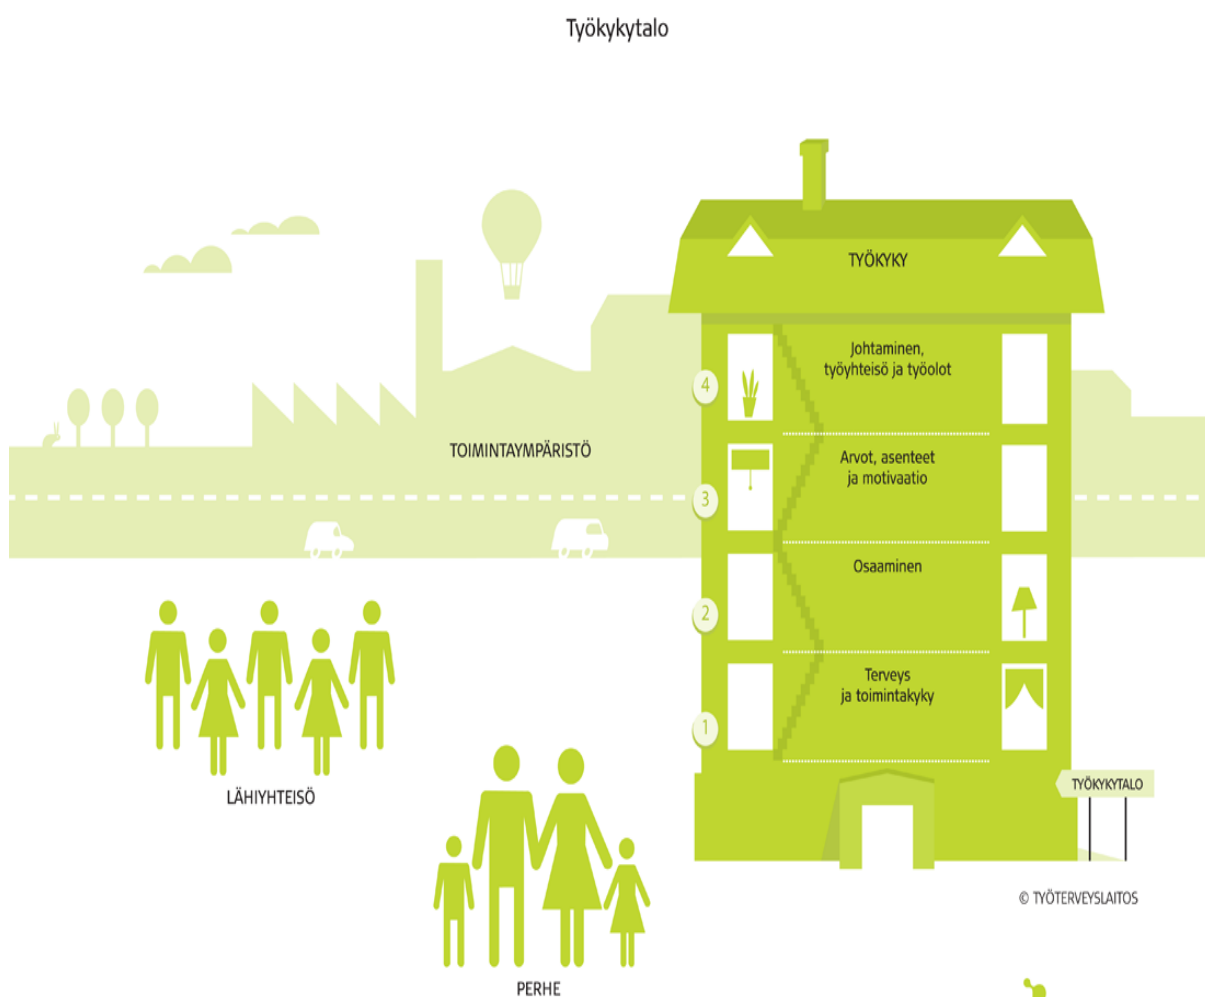 Työkykytalo
TYÖKYKY
4
Johtaminen,
työyhteisö ja työolot
TOIMINTAYMPÄRISTÖ
3
Arvot, asenteet
ja motivaatio
2
Osaaminen
1
Terveys
ja toimintakyky
LÄHIYHTEISÖ
TYÖKYKYTALO
© TYÖTERVEYSLAITOS
PERHE